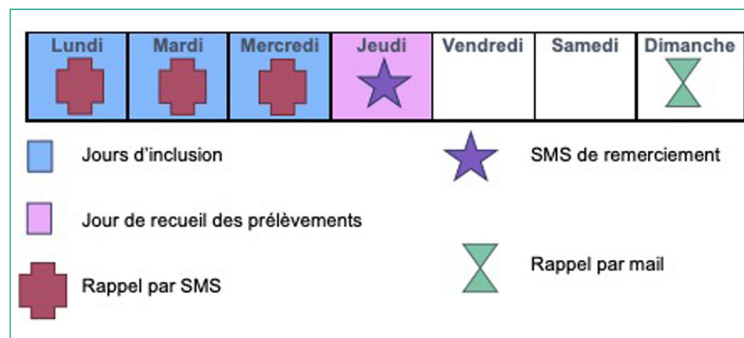 Lundi Mardi Mercredi Jeudi Vendredi Samedi Dimanche
Jours d'inclusion
SMS de remerciement
Jour de recueil des prélèvements
Rappel par mail
Rappel par SMS